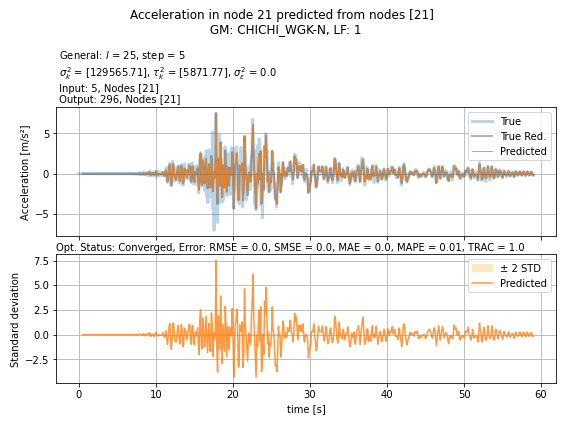 Acceleration in node 21 predicted from nodes [21]
GM: CHICHI_WGK-N, LF: 1
General: l = 25, step = 5
σ²ₖ = [129565.71], τ²ₖ = [5871.77], σ²ε = 0.0
Input: 5, Nodes [21]
Output: 296, Nodes [21]
Acceleration [m/s²]
5
0
−5
True
True Red.
Predicted
Opt. Status: Converged, Error: RMSE = 0.0, SMSE = 0.0, MAE = 0.0, MAPE = 0.01, TRAC = 1.0
Standard deviation
7.5
5.0
2.5
0.0
−2.5
± 2 STD
Predicted
0 10 20 30 40 50 60
time [s]